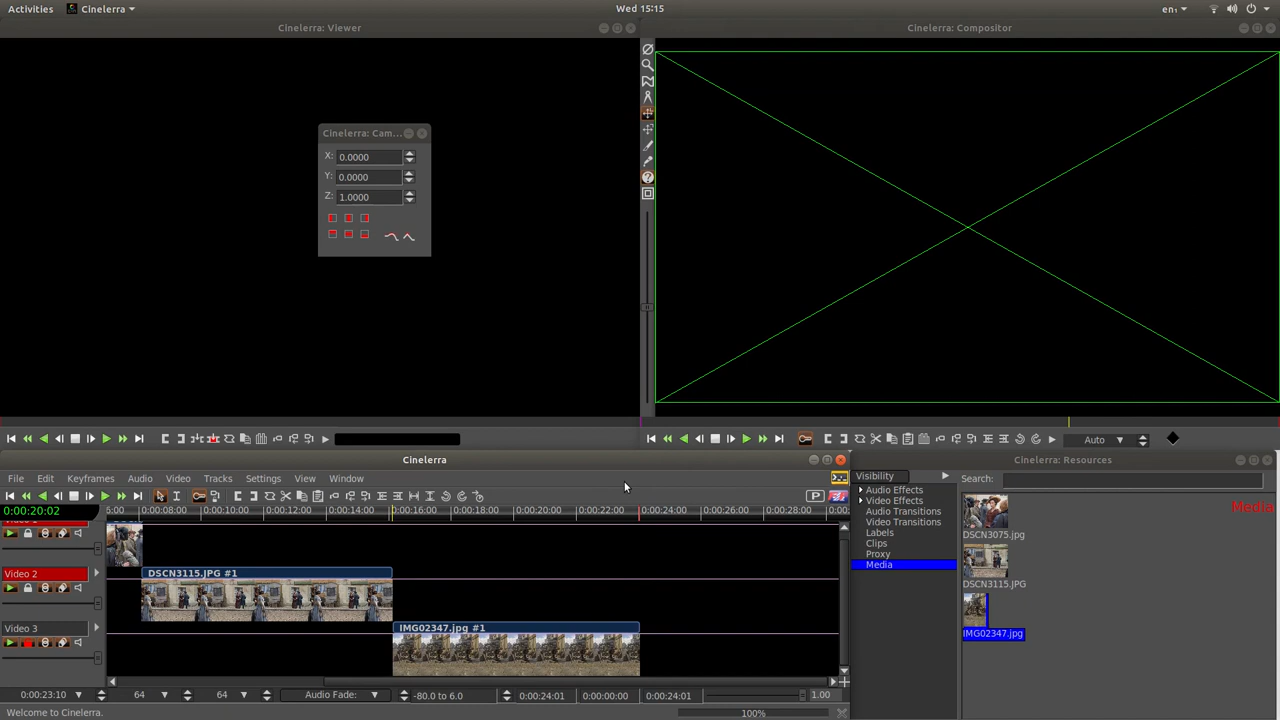 Activities
Cinelerra
Wed 15:15
en₁
Cinelerra: Viewer
Cinelerra: Compositor
Cinelerra: Cam...
X: 0.0000
Y: 0.0000
Z: 1.0000
Auto
Cinelerra
Cinelerra: Resources
File Edit Keyframes Audio Video Tracks Settings View Window
Visibility
Search:
Audio Effects
Video Effects
Audio Transitions
Video Transitions
Labels
Clips
Proxy
Media
Media
DSCN3075.jpg
DSCN3115.JPG
IMG02347.jpg
P
0:00:20:02
5:00 0:00:08:00 0:00:10:00 0:00:12:00 0:00:14:00 0:00:16:00 0:00:18:00 0:00:20:00 0:00:22:00 0:00:24:00 0:00:26:00 0:00:28:00 0:00:
Video 1
Video 2
DSCN3115.JPG #1
Video 3
IMG02347.jpg #1
0:00:23:10 64 64 Audio Fade: -80.0 to 6.0 0:00:24:01 0:00:00:00 0:00:24:01 1.00
Welcome to Cinelerra.
100%